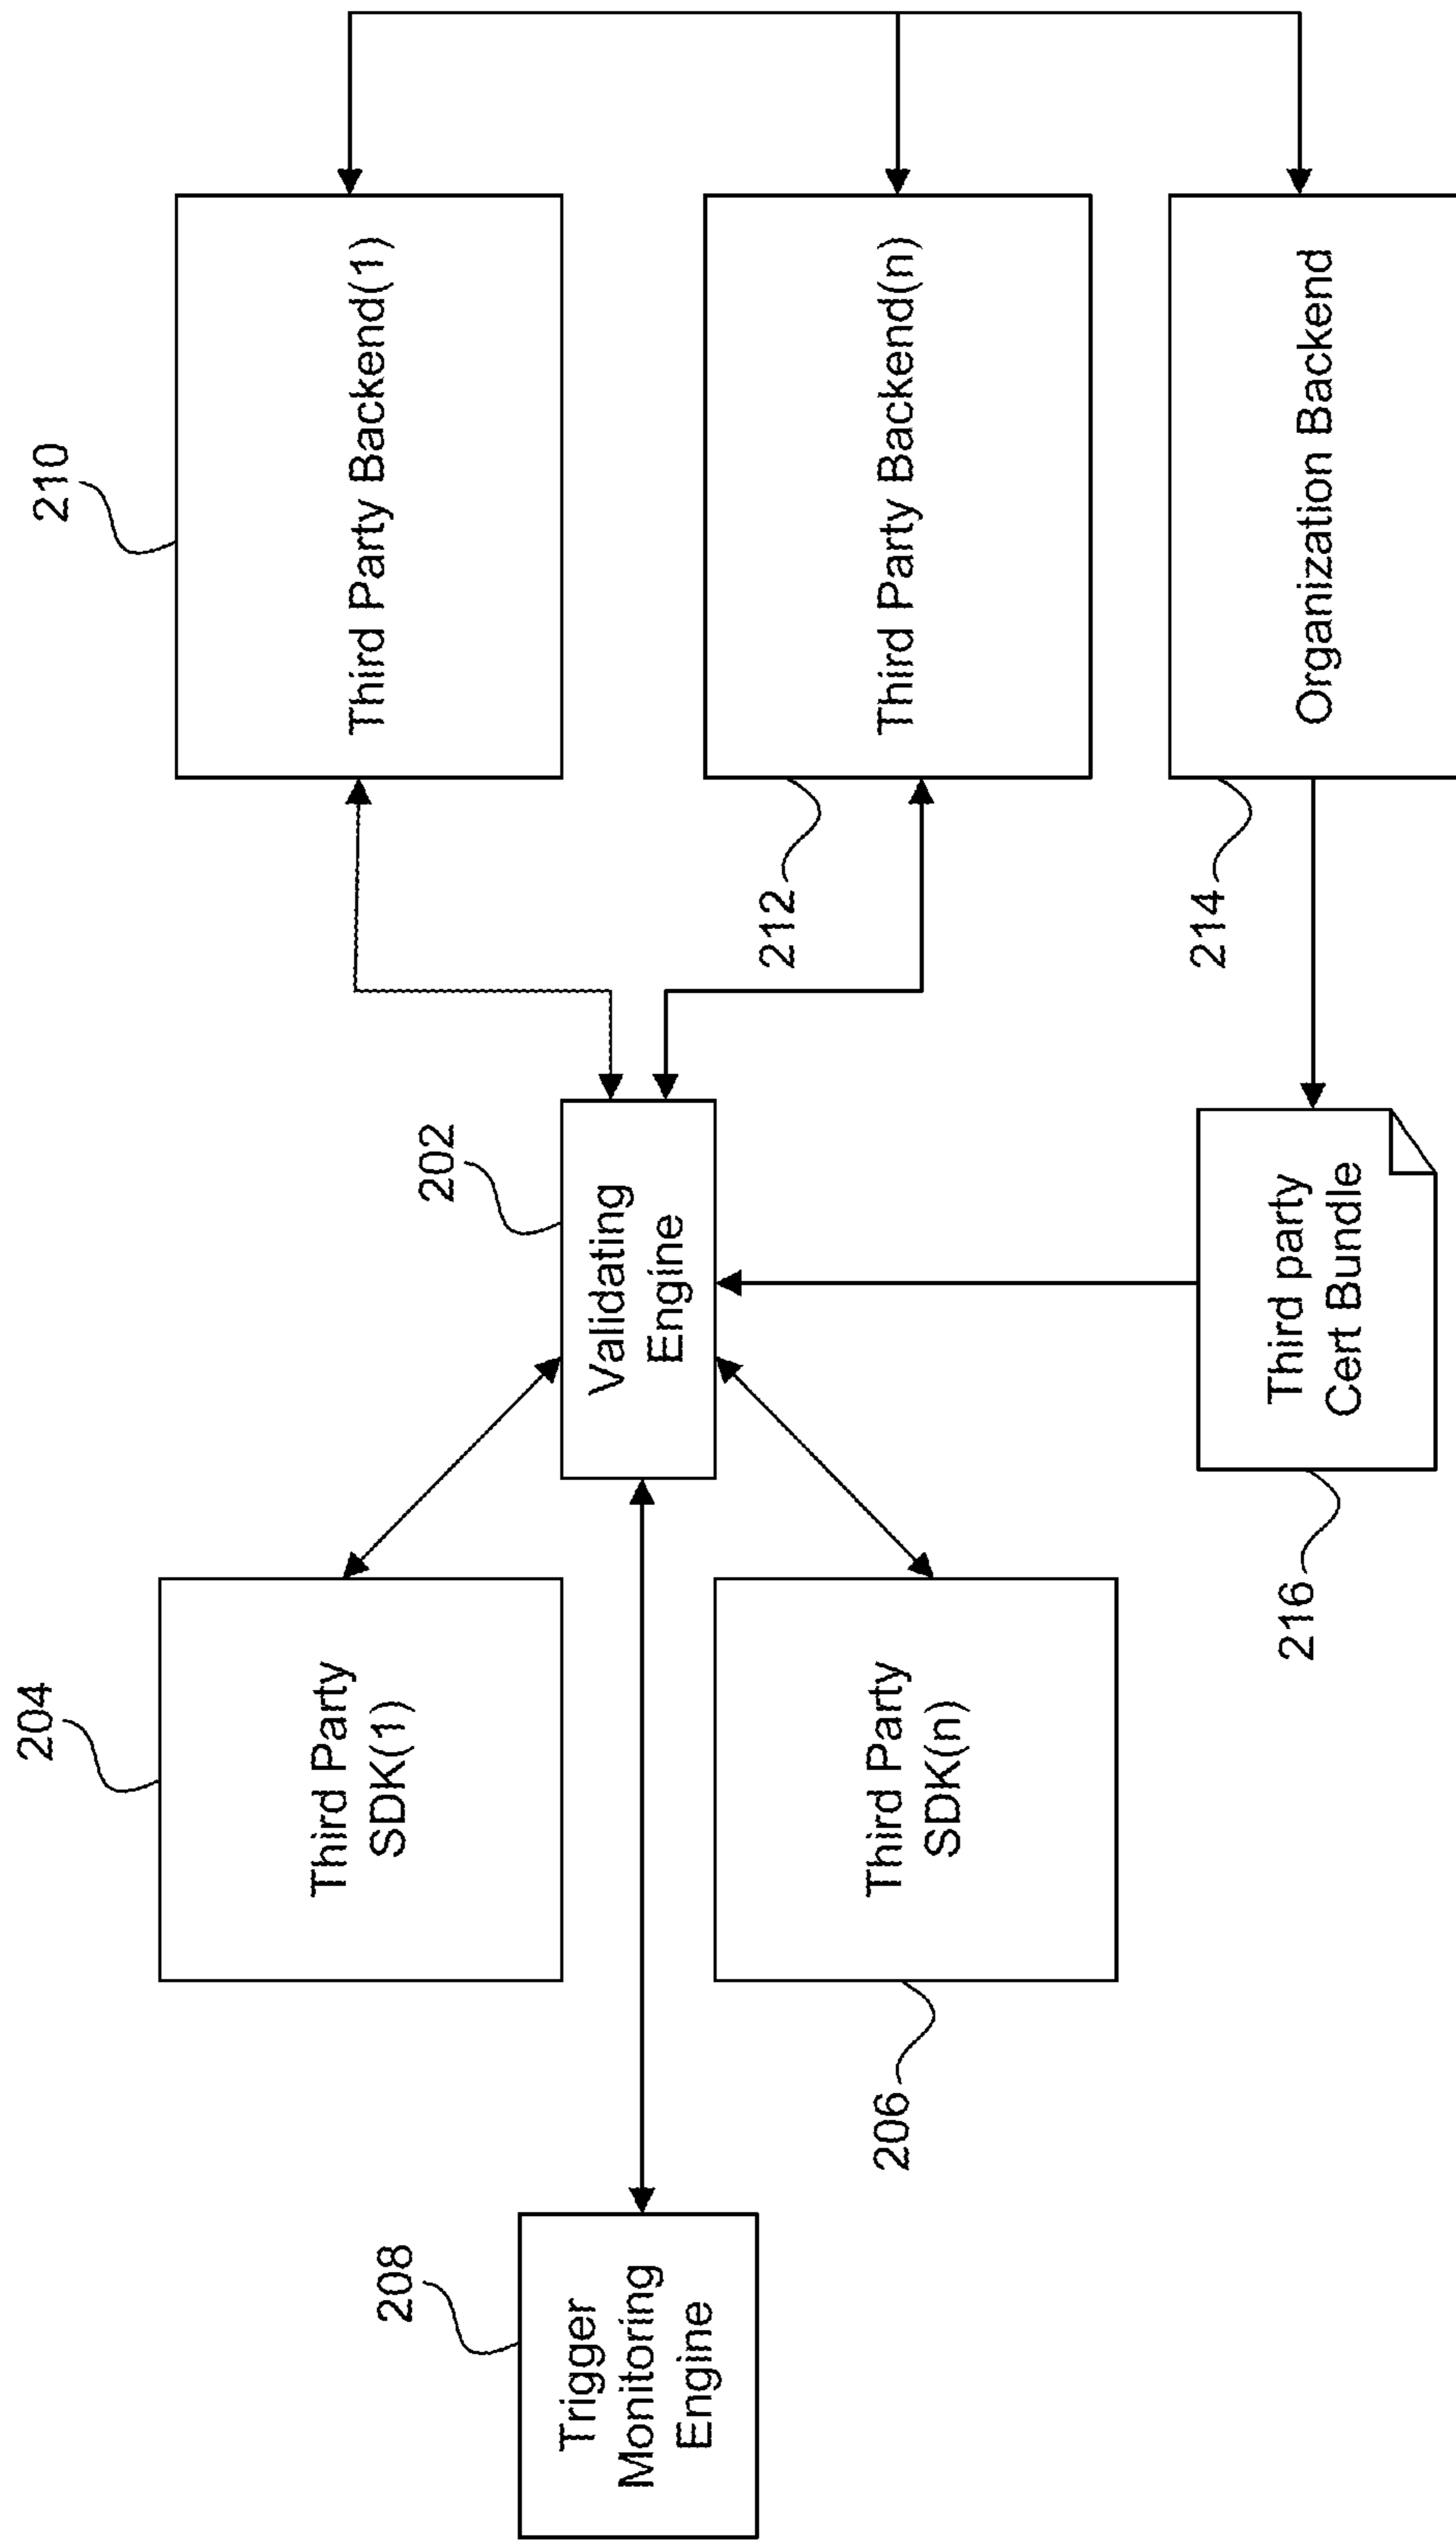 208
Trigger
Monitoring
Engine
204
Third Party
SDK(1)
Third Party
SDK(n)
206
202
Validating
Engine
Third party
Cert Bundle
216
210
Third Party Backend(1)
Third Party Backend(n)
212
Organization Backend
214